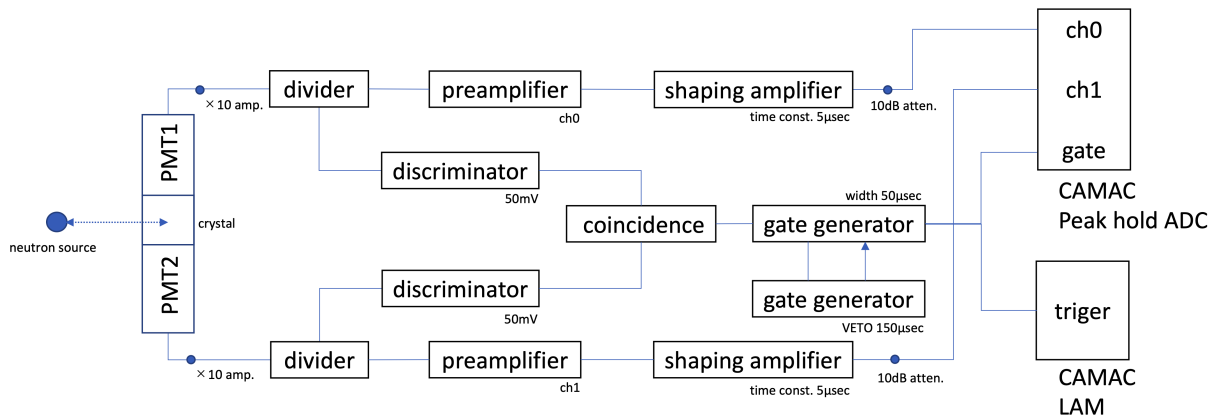 ch0
divider
preamplifier
shaping amplifier
×10 amp.
ch0
time const. 5μsec
10dB atten.
ch1
PMT1
discriminator
50mV
gate
CAMAC
Peak hold ADC
width 50μsec
neutron source
crystal
coincidence
gate generator
PMT2
discriminator
50mV
gate generator
VETO 150μsec
triger
CAMAC
LAM
divider
preamplifier
shaping amplifier
×10 amp.
ch1
time const. 5μsec
10dB atten.